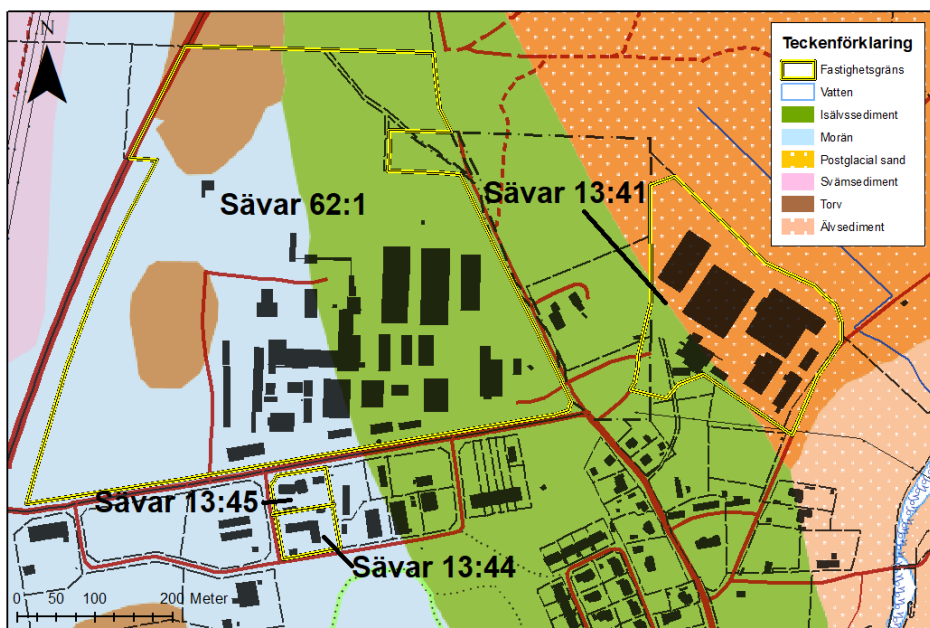 N
Teckenförklaring
Fastighetsgräns
Vatten
Isälvssediment
Morän
Postglacial sand
Svämsediment
Torv
Älvsediment
Sävar 13:41
Sävar 62:1
Sävar 13:45
Sävar 13:44
0 50 100 200 Meter